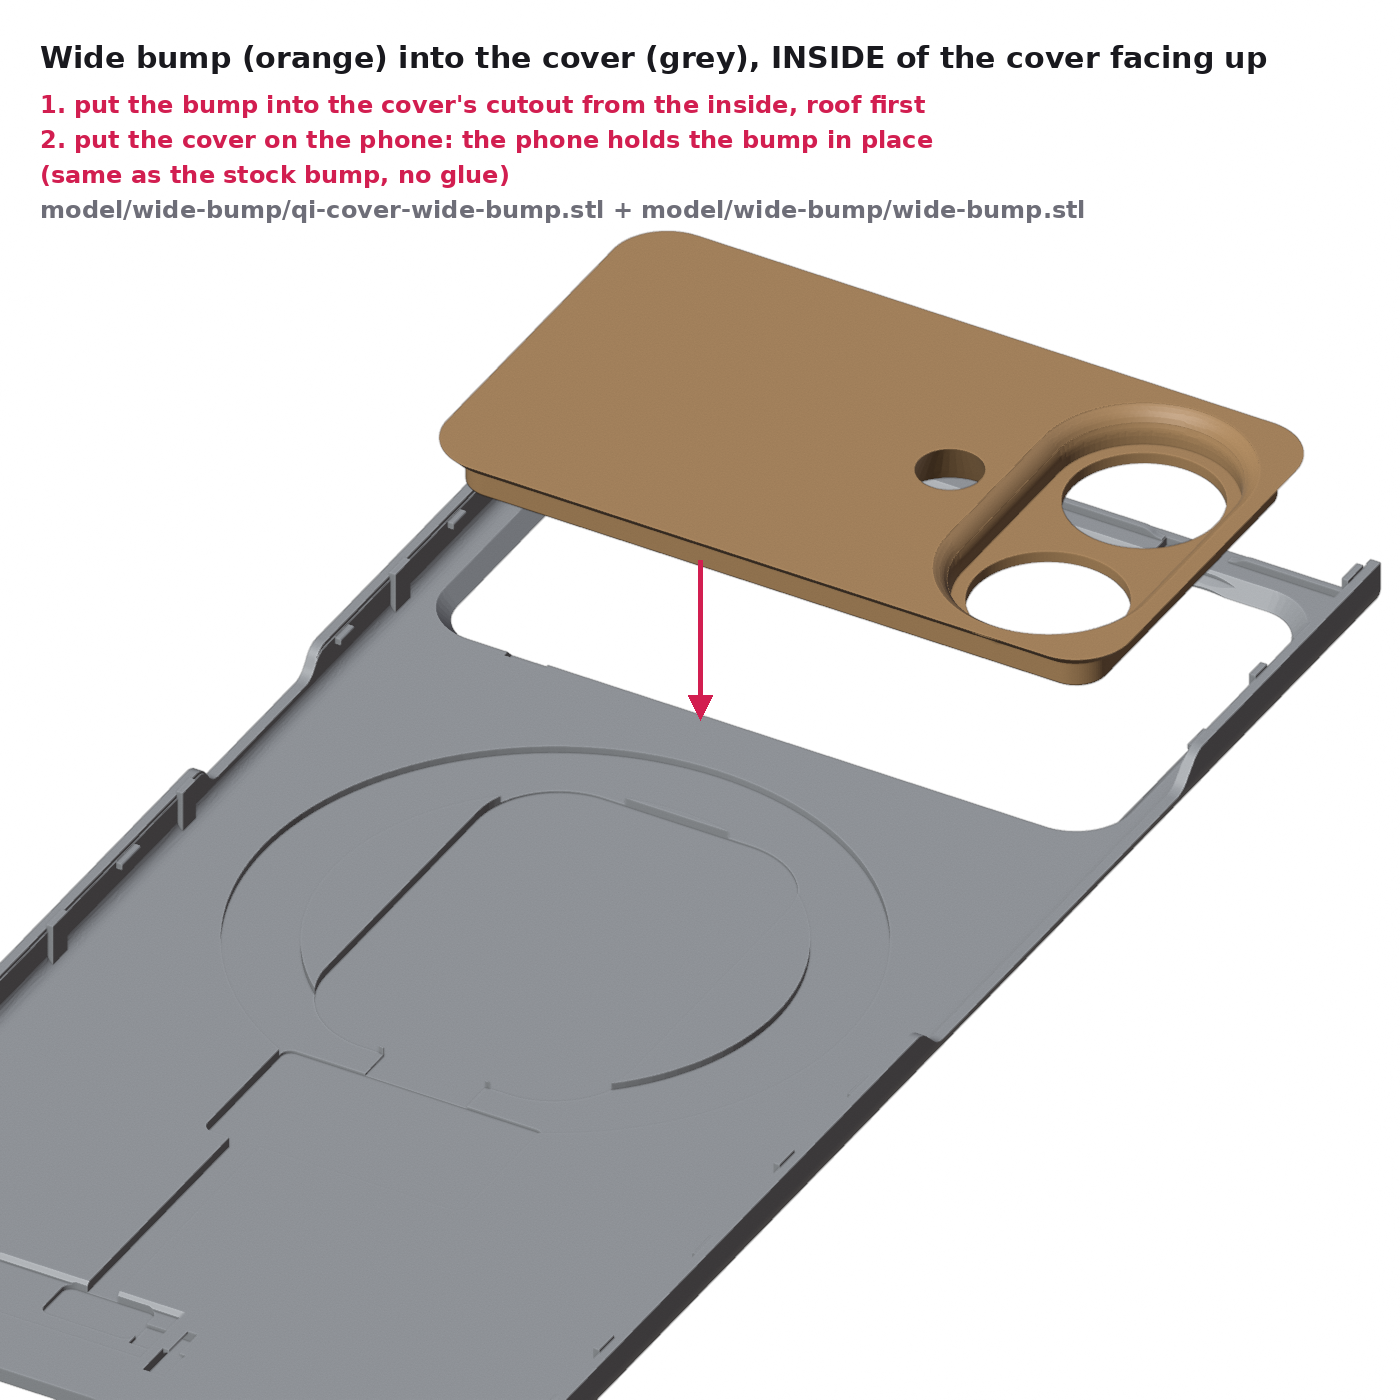 Wide bump (orange) into the cover (grey), INSIDE of the cover facing up
1. put the bump into the cover's cutout from the inside, roof first
2. put the cover on the phone: the phone holds the bump in place
(same as the stock bump, no glue)
model/wide-bump/qi-cover-wide-bump.stl + model/wide-bump/wide-bump.stl